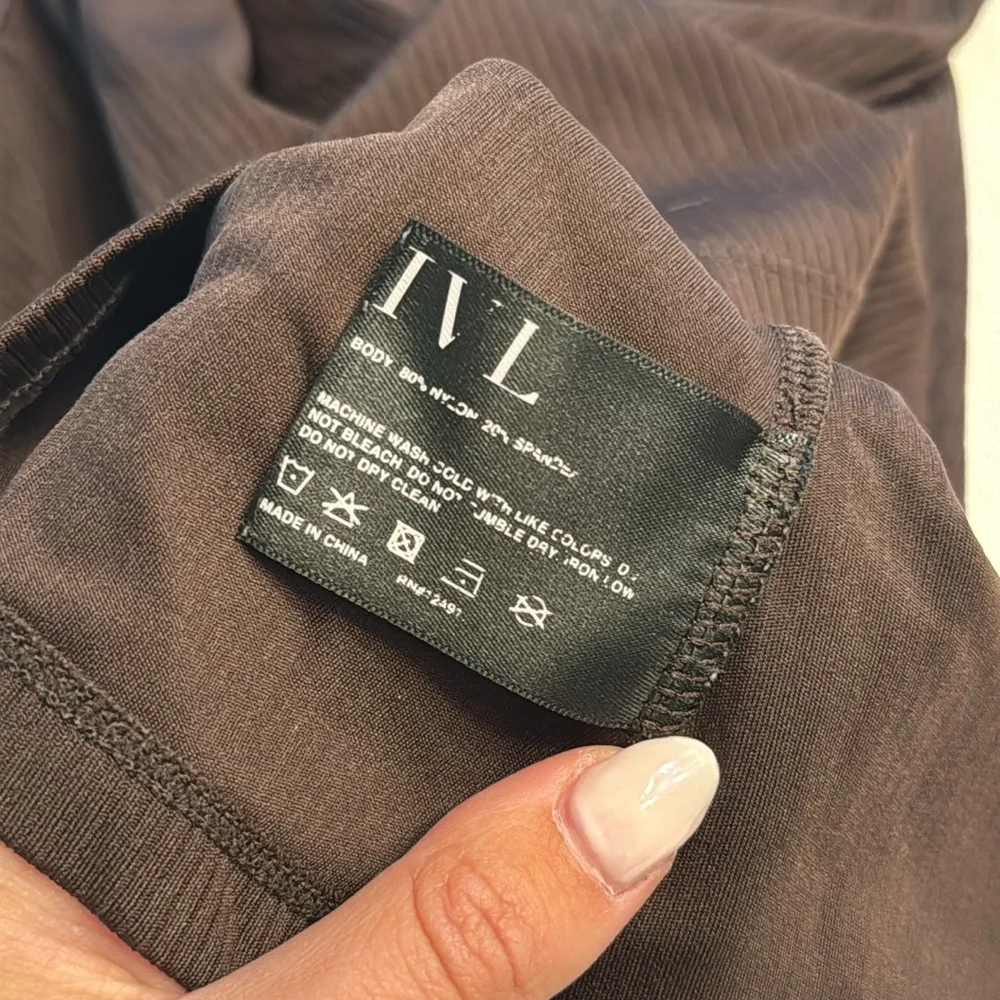 IVL
BODY 80% NYLON 20% SPANDEX
MACHINE WASH COLD WITH LIKE COLORS DO
NOT BLEACH DO NOT TUMBLE DRY IRON LOW
DO NOT DRY CLEAN
MADE IN CHINA